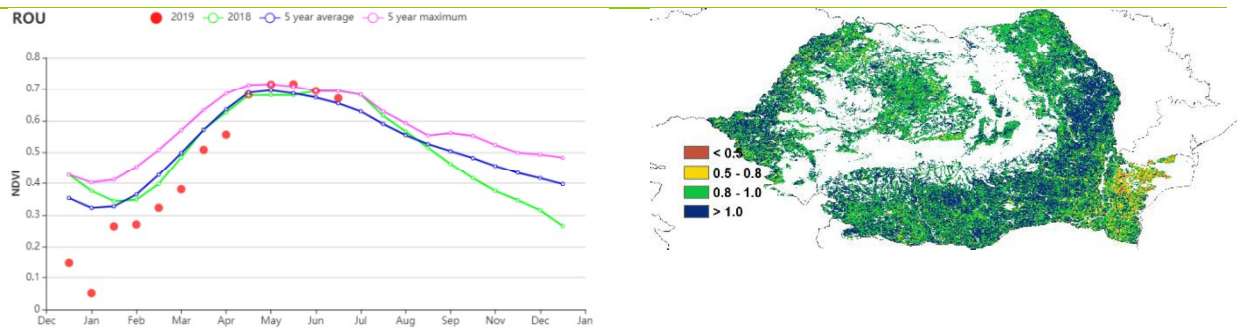 ROU
2019 2018 5 year average 5 year maximum
0.8
0.7
0.6
0.5
0.4
0.3
0.2
0.1
0
NDVI
Dec Jan Feb Mar Apr May Jun Jul Aug Sep Oct Nov Dec Jan
< 0.5
0.5 - 0.8
0.8 - 1.0
> 1.0